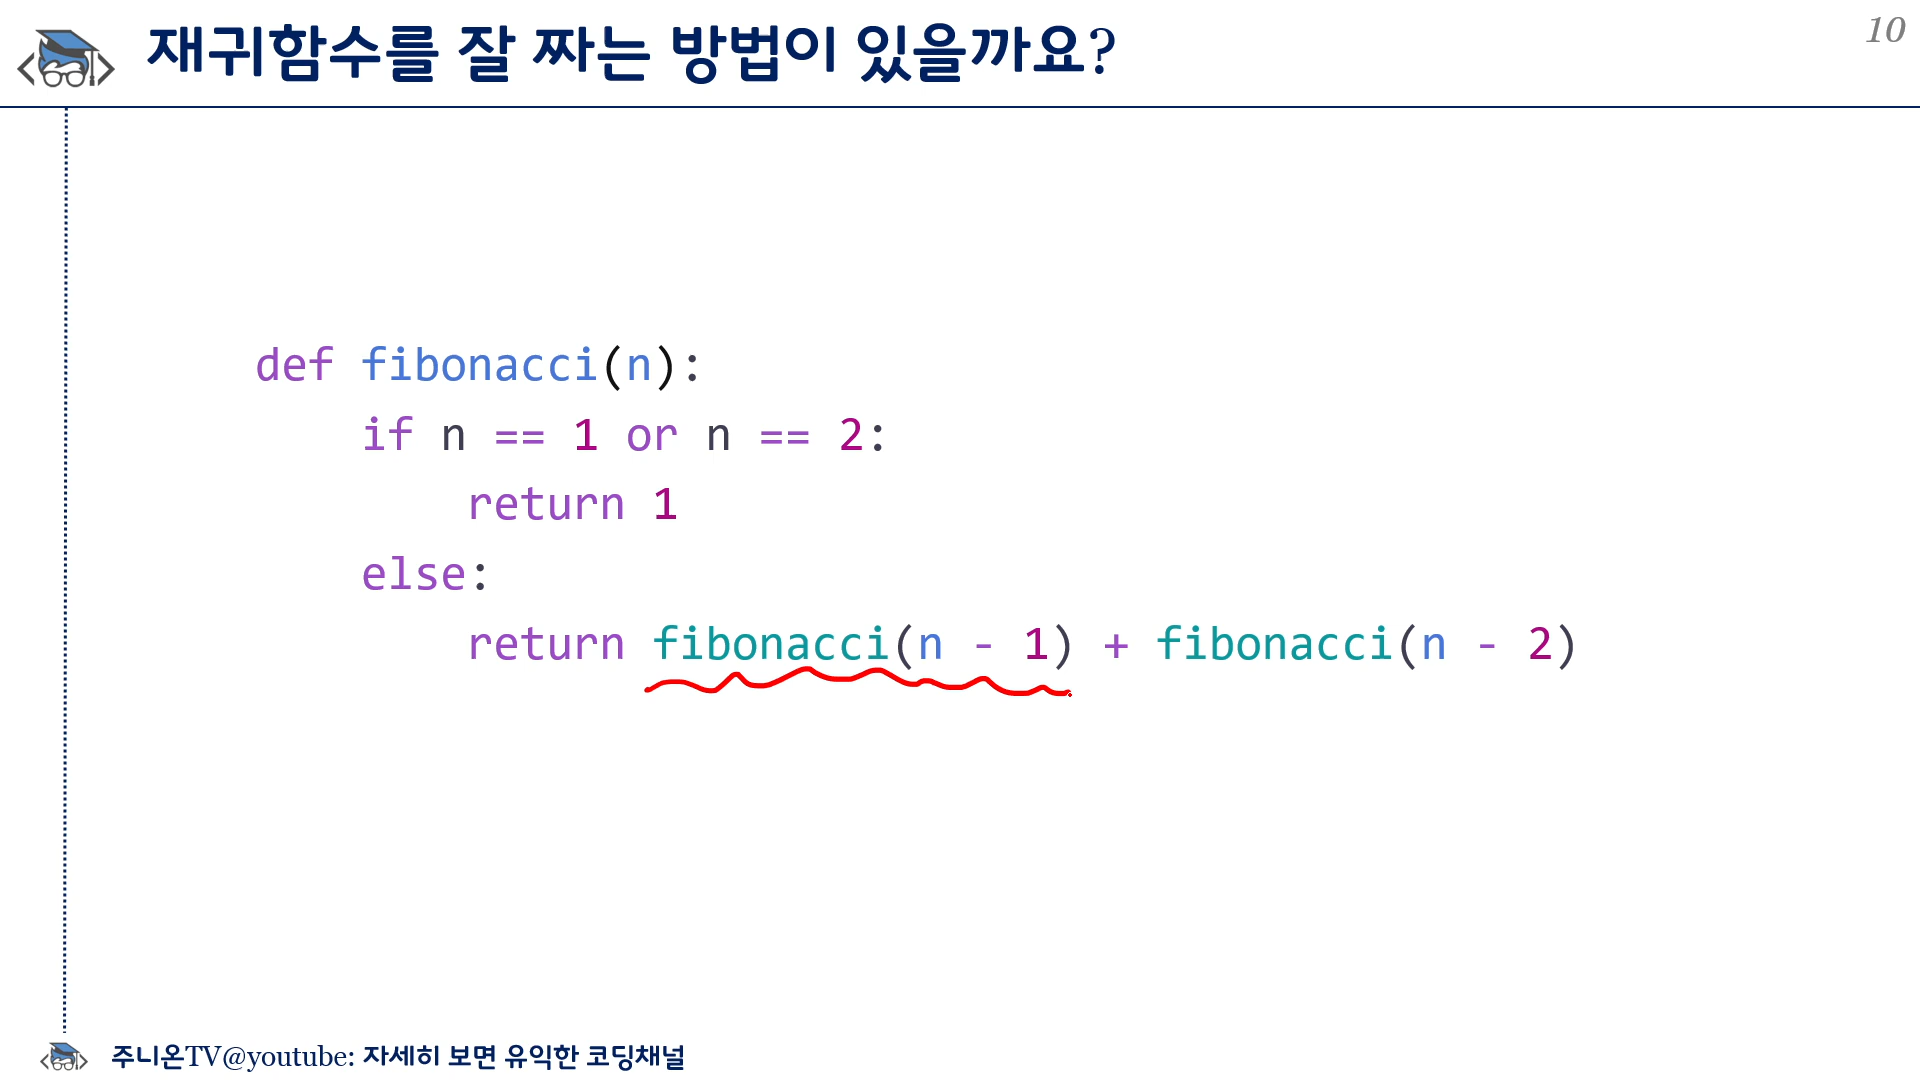 재귀함수를 잘 짜는 방법이 있을까요?
10
def fibonacci(n):
    if n == 1 or n == 2:
        return 1
    else:
        return fibonacci(n - 1) + fibonacci(n - 2)
주니온TV@youtube: 자세히 보면 유익한 코딩채널